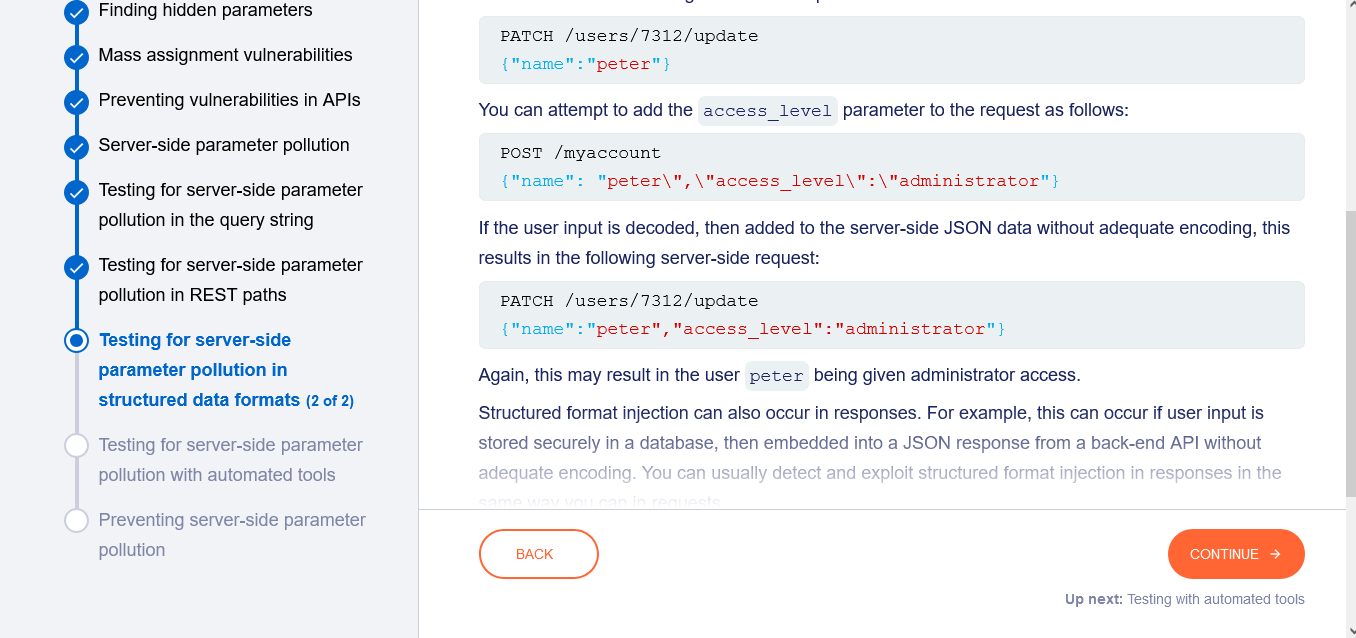 Finding hidden parameters
Mass assignment vulnerabilities
Preventing vulnerabilities in APIs
Server-side parameter pollution
Testing for server-side parameter
pollution in the query string
Testing for server-side parameter
pollution in REST paths
Testing for server-side
parameter pollution in
structured data formats (2 of 2)
Testing for server-side parameter
pollution with automated tools
Preventing server-side parameter
pollution
PATCH /users/7312/update
{"name":"peter"}
You can attempt to add the access_level parameter to the request as follows:
POST /myaccount
{"name": "peter\",\"access_level\":\"administrator"}
If the user input is decoded, then added to the server-side JSON data without adequate encoding, this
results in the following server-side request:
PATCH /users/7312/update
{"name":"peter","access_level":"administrator"}
Again, this may result in the user peter being given administrator access.
Structured format injection can also occur in responses. For example, this can occur if user input is
stored securely in a database, then embedded into a JSON response from a back-end API without
adequate encoding. You can usually detect and exploit structured format injection in responses in the
same way you can in requests.
BACK
CONTINUE →
Up next: Testing with automated tools